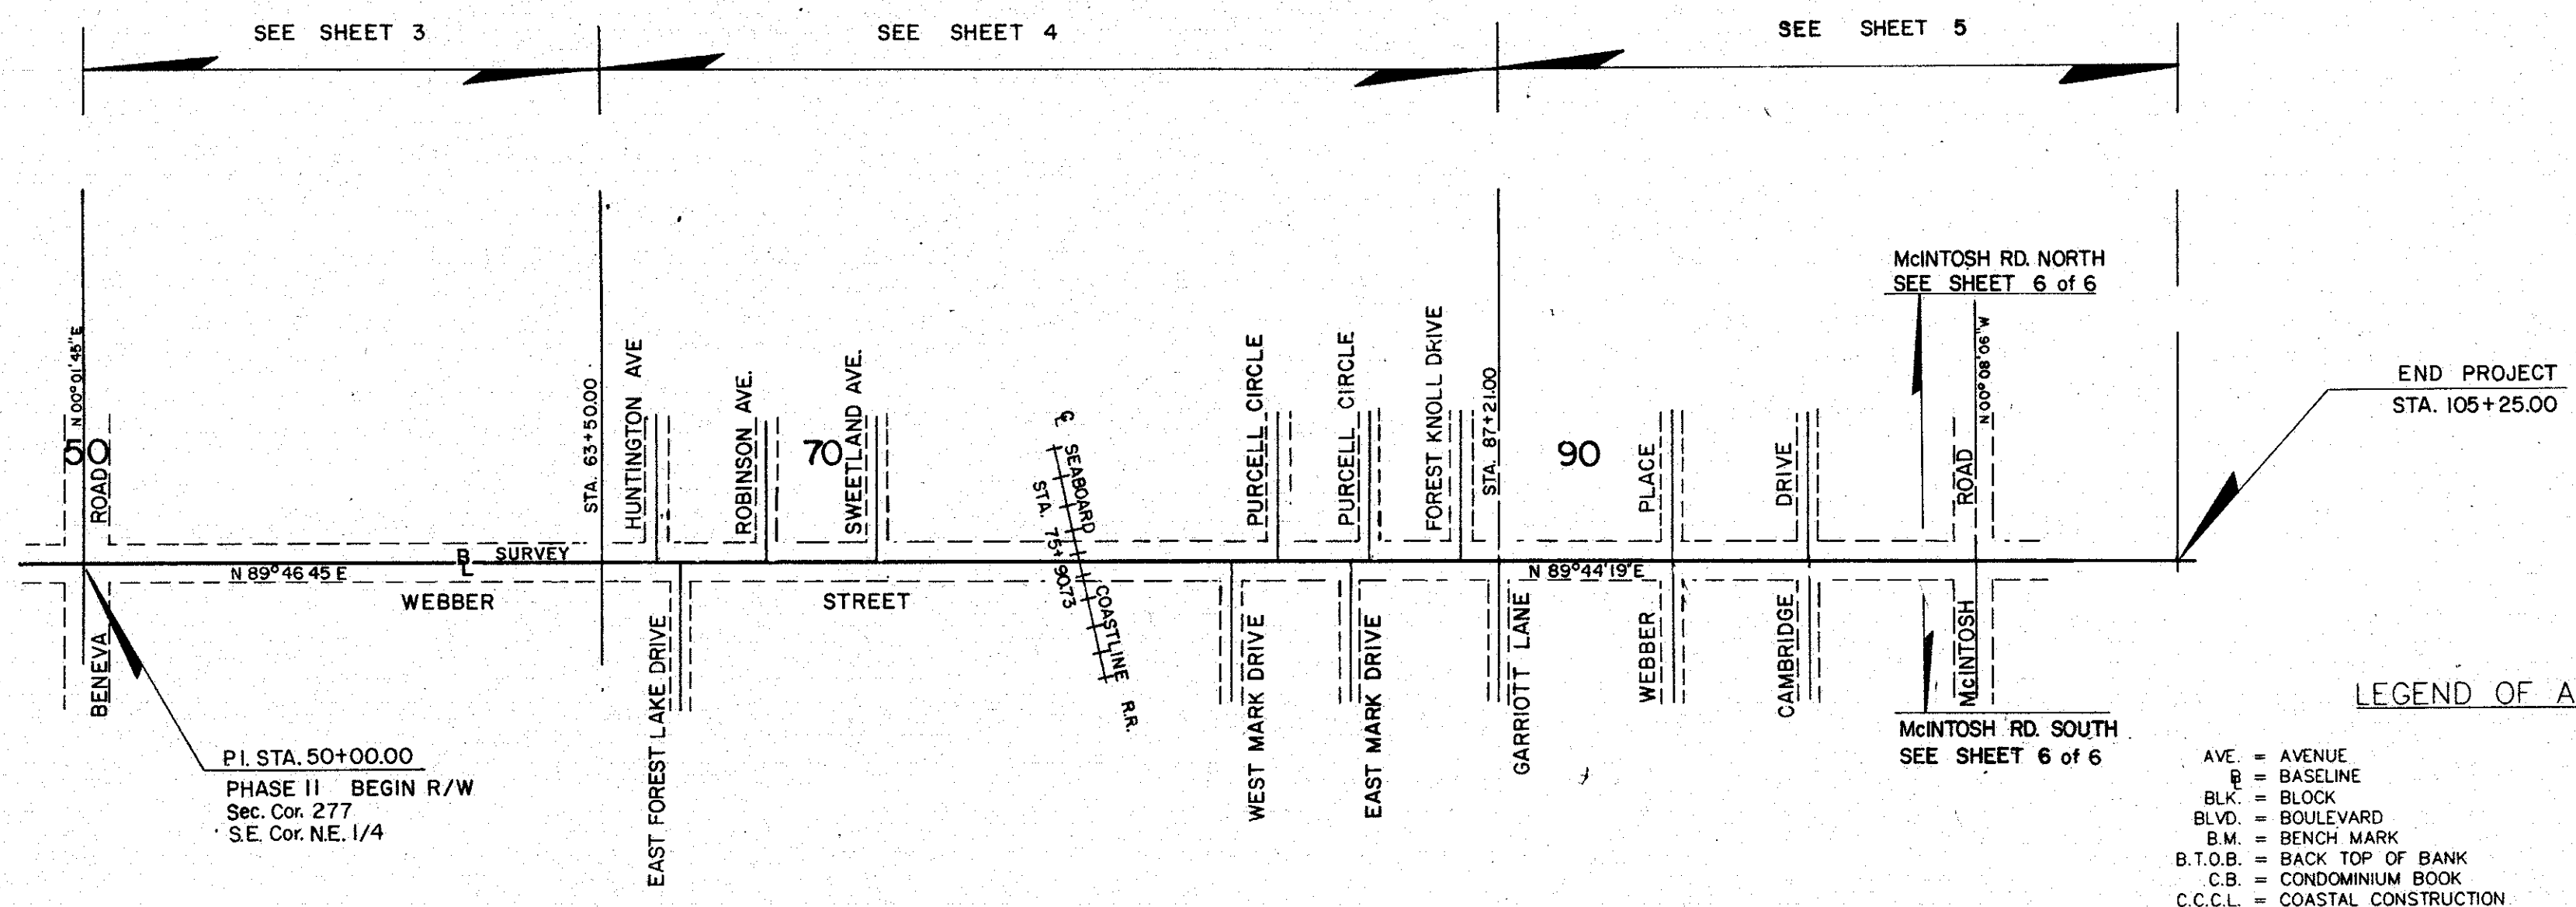 SEE SHEET 3
SEE SHEET 4
SEE SHEET 5
McINTOSH RD. NORTH
SEE SHEET 6 of 6
N 00° 01' 45" E
STA. 63+50.00
HUNTINGTON AVE
ROBINSON AVE.
SWEETLAND AVE.
PURCELL CIRCLE
PURCELL CIRCLE
FOREST KNOLL DRIVE
STA. 87+21.00
N 00° 08' 06" W
END PROJECT
STA. 105+25.00
50
70
90
ROAD
PLACE
DRIVE
ROAD
℄ SEABOARD COASTLINE R.R.
STA. 75+90.73
BL SURVEY
N 89° 46 45 E
N 89° 44' 19" E
WEBBER STREET
BENEVA
EAST FOREST LAKE DRIVE
WEST MARK DRIVE
EAST MARK DRIVE
GARRIOTT LANE
WEBBER
CAMBRIDGE
McINTOSH
McINTOSH RD. SOUTH
SEE SHEET 6 of 6
P.I. STA. 50+00.00
PHASE II BEGIN R/W
Sec. Cor. 277
S.E. Cor. N.E. 1/4
LEGEND OF A
AVE. = AVENUE
BL = BASELINE
BLK. = BLOCK
BLVD. = BOULEVARD
B.M. = BENCH MARK
B.T.O.B. = BACK TOP OF BANK
C.B. = CONDOMINIUM BOOK
C.C.C.L. = COASTAL CONSTRUCTION